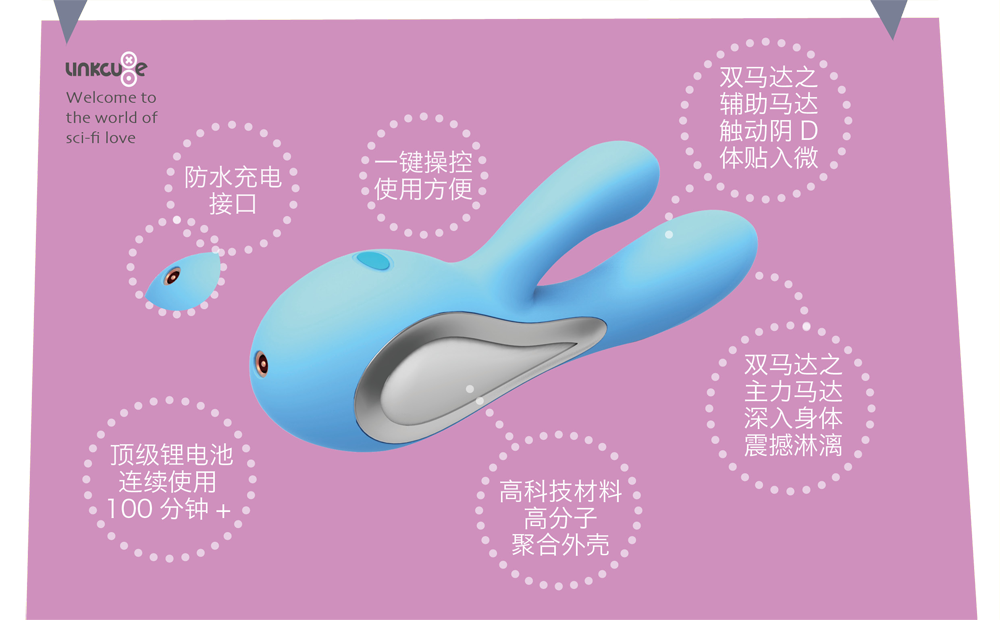 LINKCUBE
Welcome to
the world of
sci-fi love
防水充电
接口
一键操控
使用方便
双马达之
辅助马达
触动阴 D
体贴入微
双马达之
主力马达
深入身体
震撼淋漓
顶级锂电池
连续使用
100 分钟 +
高科技材料
高分子
聚合外壳